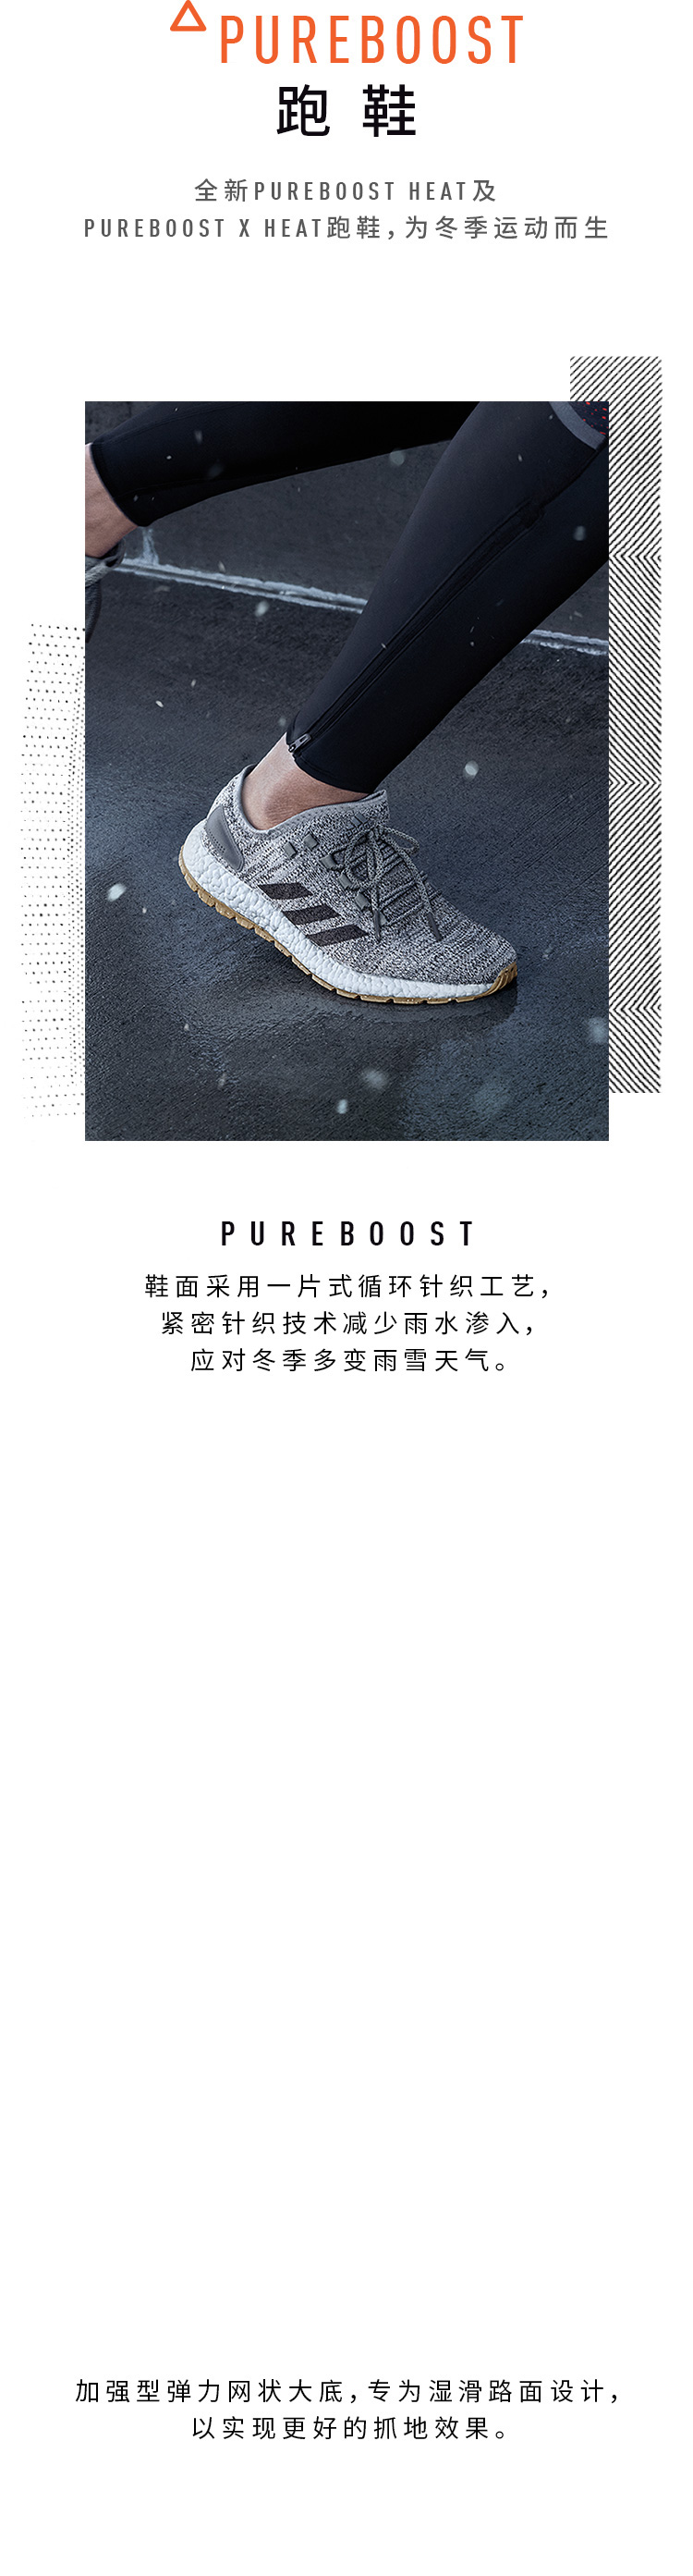 PUREBOOST
跑鞋
全新PUREBOOST HEAT及
PUREBOOST X HEAT跑鞋，为冬季运动而生
PUREBOOST
鞋面采用一片式循环针织工艺，
紧密针织技术减少雨水渗入，
应对冬季多变雨雪天气。
加强型弹力网状大底，专为湿滑路面设计，
以实现更好的抓地效果。